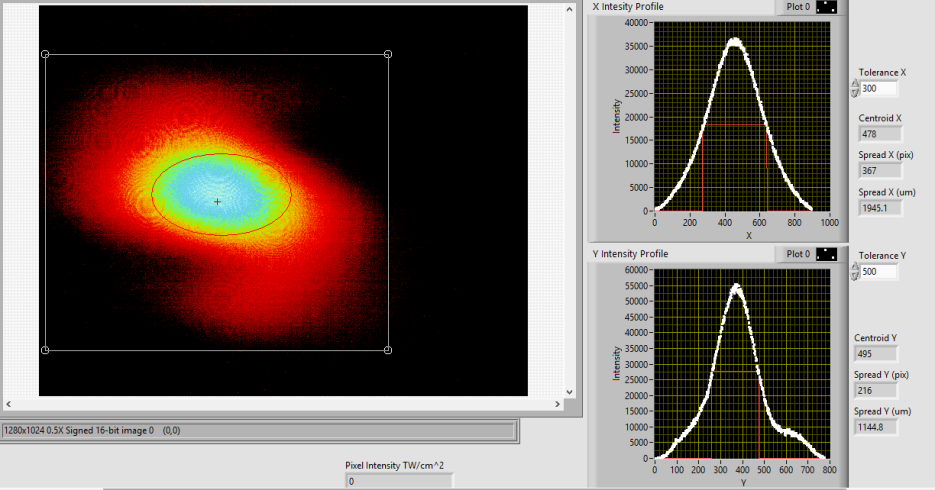 X Intesity Profile
Plot 0
40000
35000
30000
25000
20000
15000
10000
5000
0
Intensity
0 200 400 600 800 1000
X
Tolerance X
300
Centroid X
478
Spread X (pix)
367
Spread X (um)
1945.1
Y Intensity Profile
Plot 0
60000
55000
50000
45000
40000
35000
30000
25000
20000
15000
10000
5000
0
Intensity
0 100 200 300 400 500 600 700 800
Y
Tolerance Y
500
Centroid Y
495
Spread Y (pix)
216
Spread Y (um)
1144.8
1280x1024 0.5X Signed 16-bit image 0 (0,0)
Pixel Intensity TW/cm^2
0